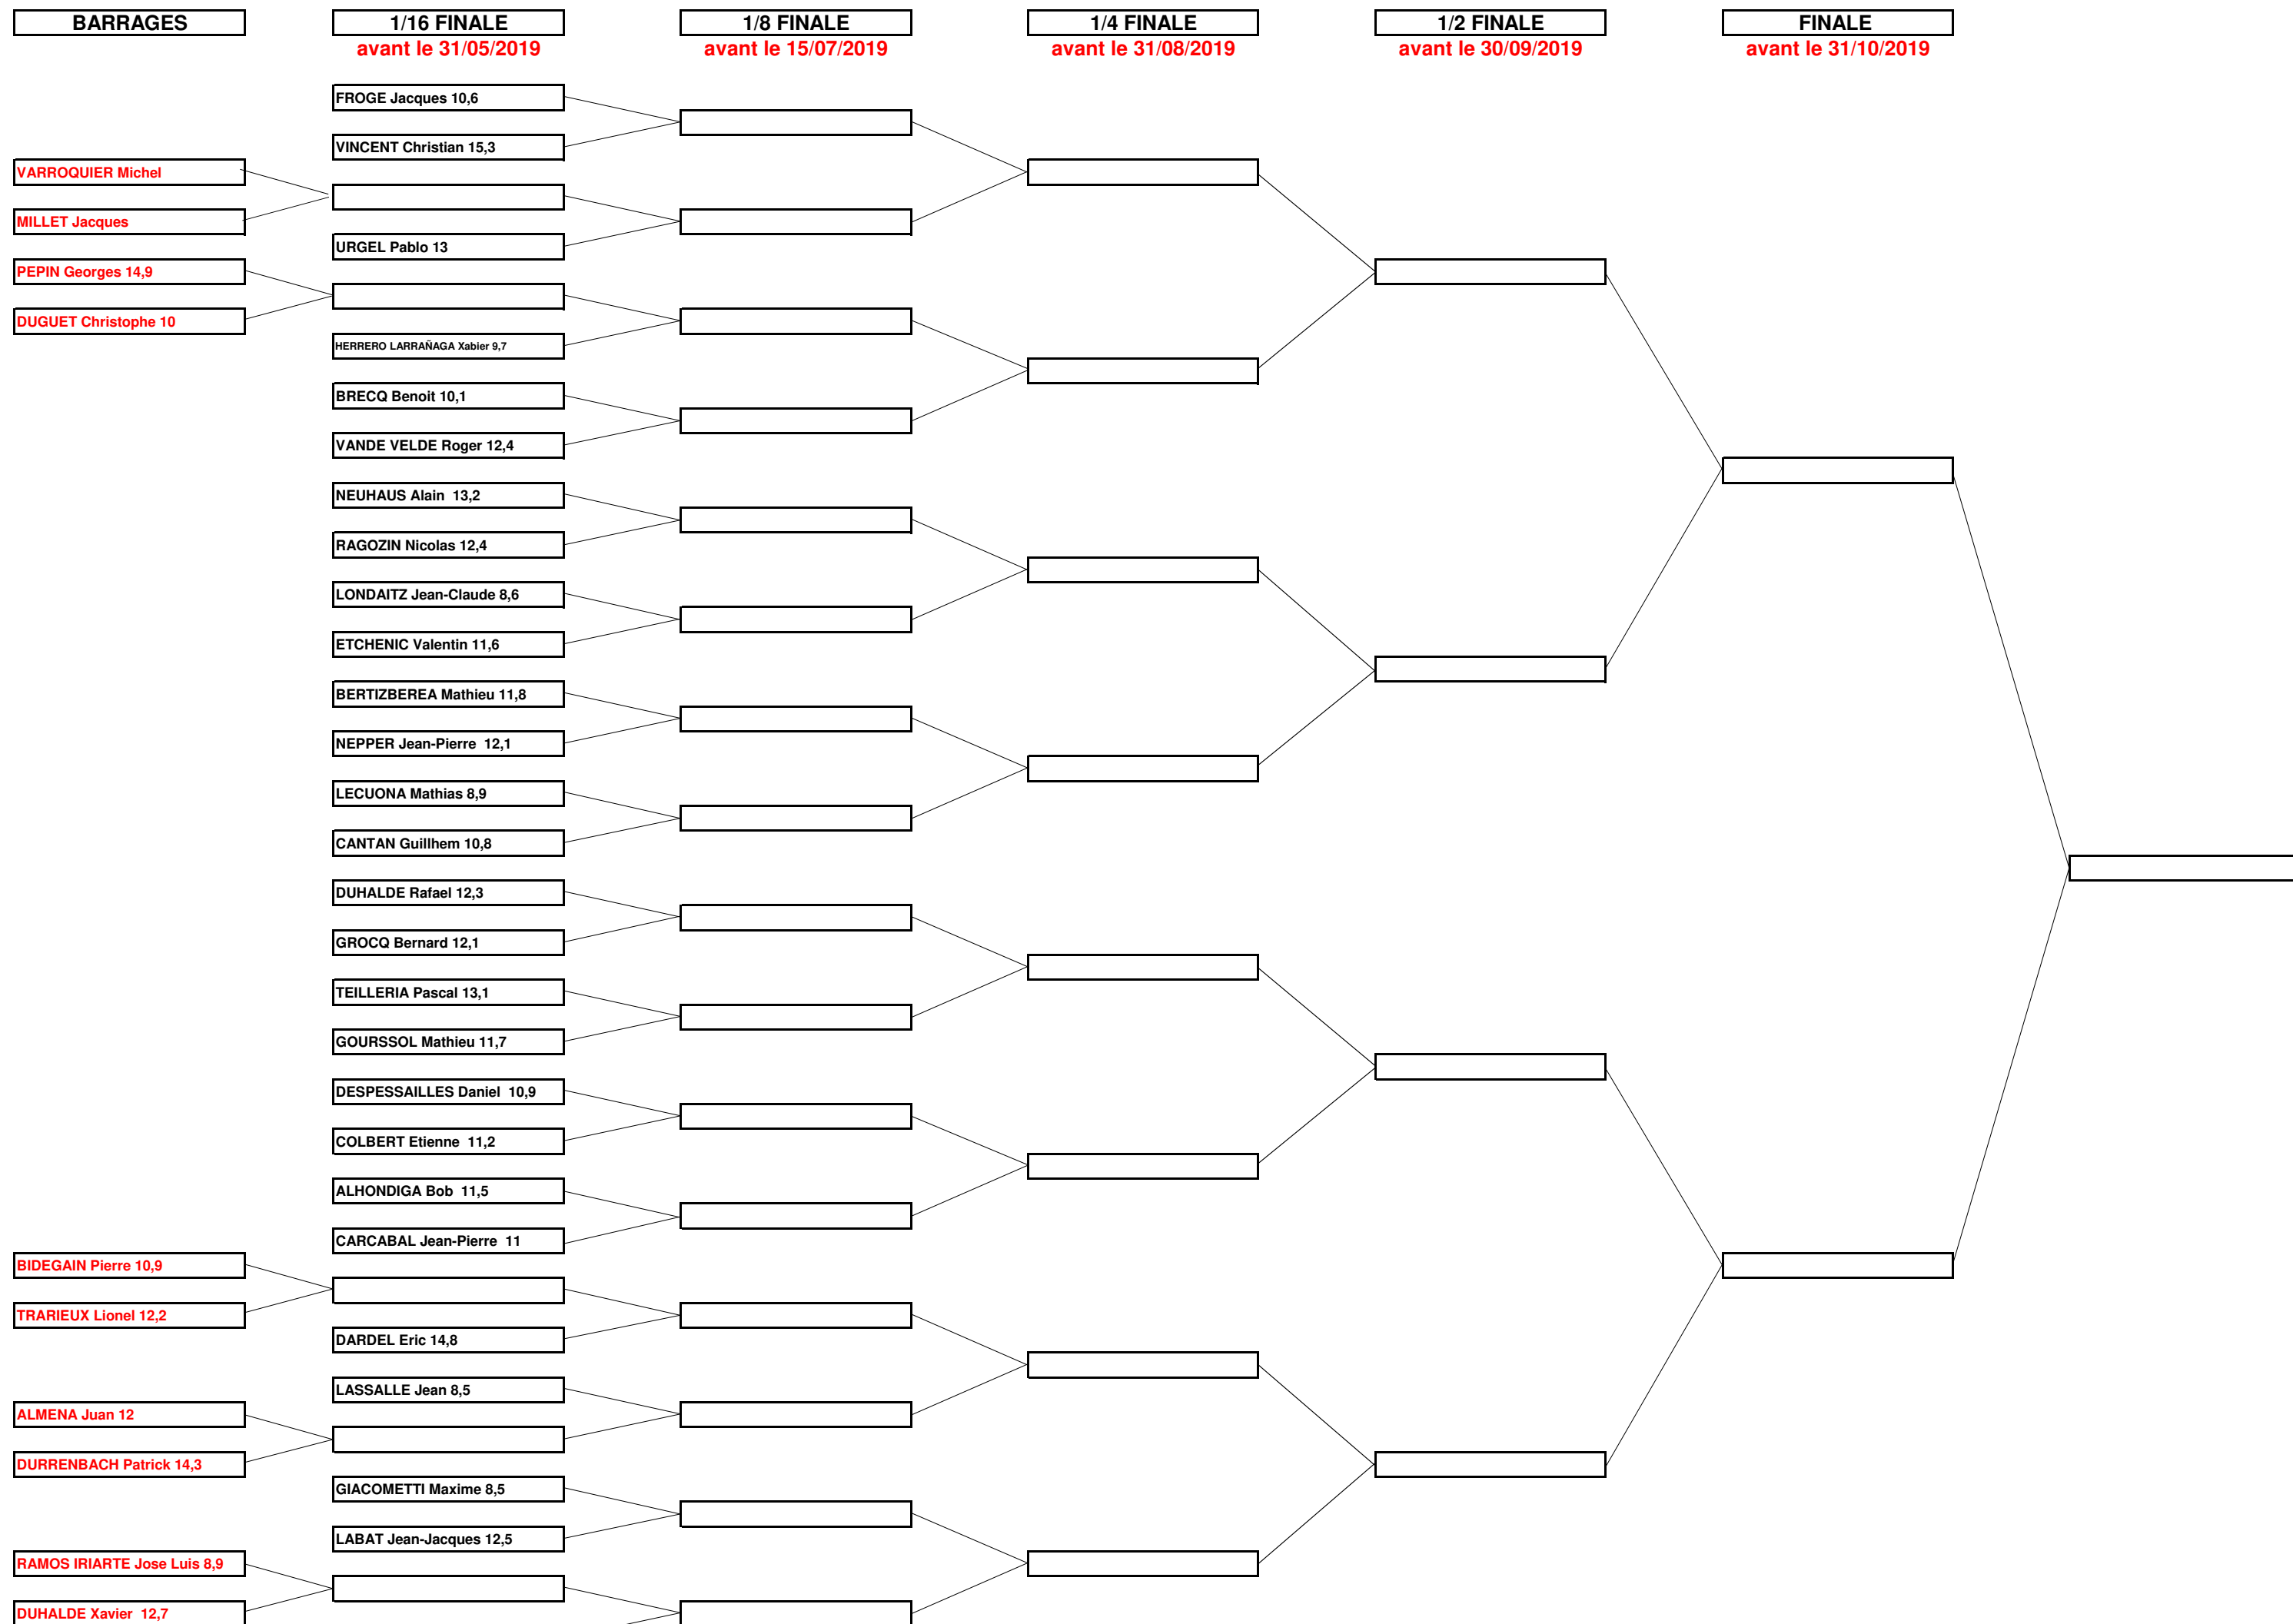 BARRAGES
1/16 FINALE
1/8 FINALE
1/4 FINALE
1/2 FINALE
FINALE
avant le 31/05/2019
avant le 15/07/2019
avant le 31/08/2019
avant le 30/09/2019
avant le 31/10/2019
FROGE Jacques 10,6
VINCENT Christian 15,3
VARROQUIER Michel
MILLET Jacques
URGEL Pablo 13
PEPIN Georges 14,9
DUGUET Christophe 10
HERRERO LARRAÑAGA Xabier 9,7
BRECQ Benoit 10,1
VANDE VELDE Roger 12,4
NEUHAUS Alain  13,2
RAGOZIN Nicolas 12,4
LONDAITZ Jean-Claude 8,6
ETCHENIC Valentin 11,6
BERTIZBEREA Mathieu 11,8
NEPPER Jean-Pierre  12,1
LECUONA Mathias 8,9
CANTAN Guillhem 10,8
DUHALDE Rafael 12,3
GROCQ Bernard 12,1
TEILLERIA Pascal 13,1
GOURSSOL Mathieu 11,7
DESPESSAILLES Daniel  10,9
COLBERT Etienne  11,2
ALHONDIGA Bob  11,5
CARCABAL Jean-Pierre  11
BIDEGAIN Pierre 10,9
TRARIEUX Lionel 12,2
DARDEL Eric 14,8
LASSALLE Jean 8,5
ALMENA Juan 12
DURRENBACH Patrick 14,3
GIACOMETTI Maxime 8,5
LABAT Jean-Jacques 12,5
RAMOS IRIARTE Jose Luis 8,9
DUHALDE Xavier  12,7